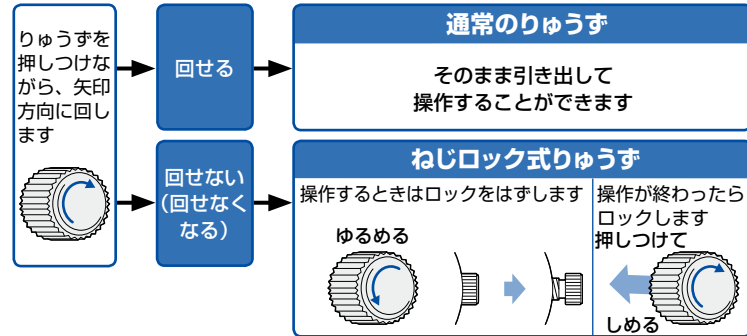 りゅうずを
押しつけな
がら、矢印
方向に回し
ます
回せる
通常のりゅうず
そのまま引き出して
操作することができます
回せない
（回せなく
なる）
ねじロック式りゅうず
操作するときはロックをはずします
ゆるめる
操作が終わったら
ロックします
押しつけて
しめる